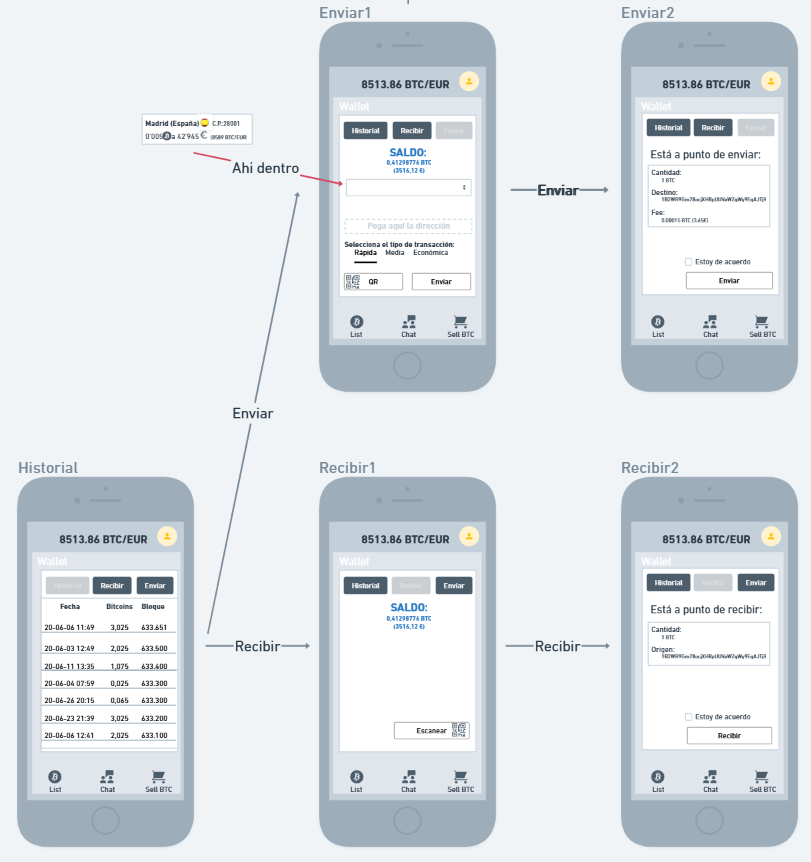 Enviar1
8513.86 BTC/EUR
Wallet
Historial Recibir Enviar
SALDO:
0,41298776 BTC
(3516,12 €)
Pega aquí la dirección
Selecciona el tipo de transacción:
Rápida Media Económica
QR Enviar
List Chat Sell BTC
Madrid (España) C.P.:28001
0'005 a 42'945 € (8589 BTC/EUR)
Ahi dentro
Enviar
Enviar2
8513.86 BTC/EUR
Wallet
Historial Recibir Enviar
Está a punto de enviar:
Cantidad:
1 BTC
Destino:
Fee:
0,00015 BTC (3,65€)
Estoy de acuerdo
Enviar
List Chat Sell BTC
Enviar
Historial
8513.86 BTC/EUR
Wallet
Historial Recibir Enviar
Fecha Bitcoins Bloque
20-06-06 11:49 3,025 633.651
20-06-03 12:49 2,025 633.500
20-06-11 13:35 1,075 633.400
20-06-04 07:59 0,025 633.300
20-06-26 20:15 0,065 633.300
20-06-23 21:39 3,025 633.200
20-06-06 12:41 2,025 633.100
List Chat Sell BTC
Recibir
Recibir1
8513.86 BTC/EUR
Wallet
Historial Recibir Enviar
SALDO:
0,41298776 BTC
(3516,12 €)
Escanear
List Chat Sell BTC
Recibir
Recibir2
8513.86 BTC/EUR
Wallet
Historial Recibir Enviar
Está a punto de recibir:
Cantidad:
1 BTC
Origen:
Estoy de acuerdo
Recibir
List Chat Sell BTC